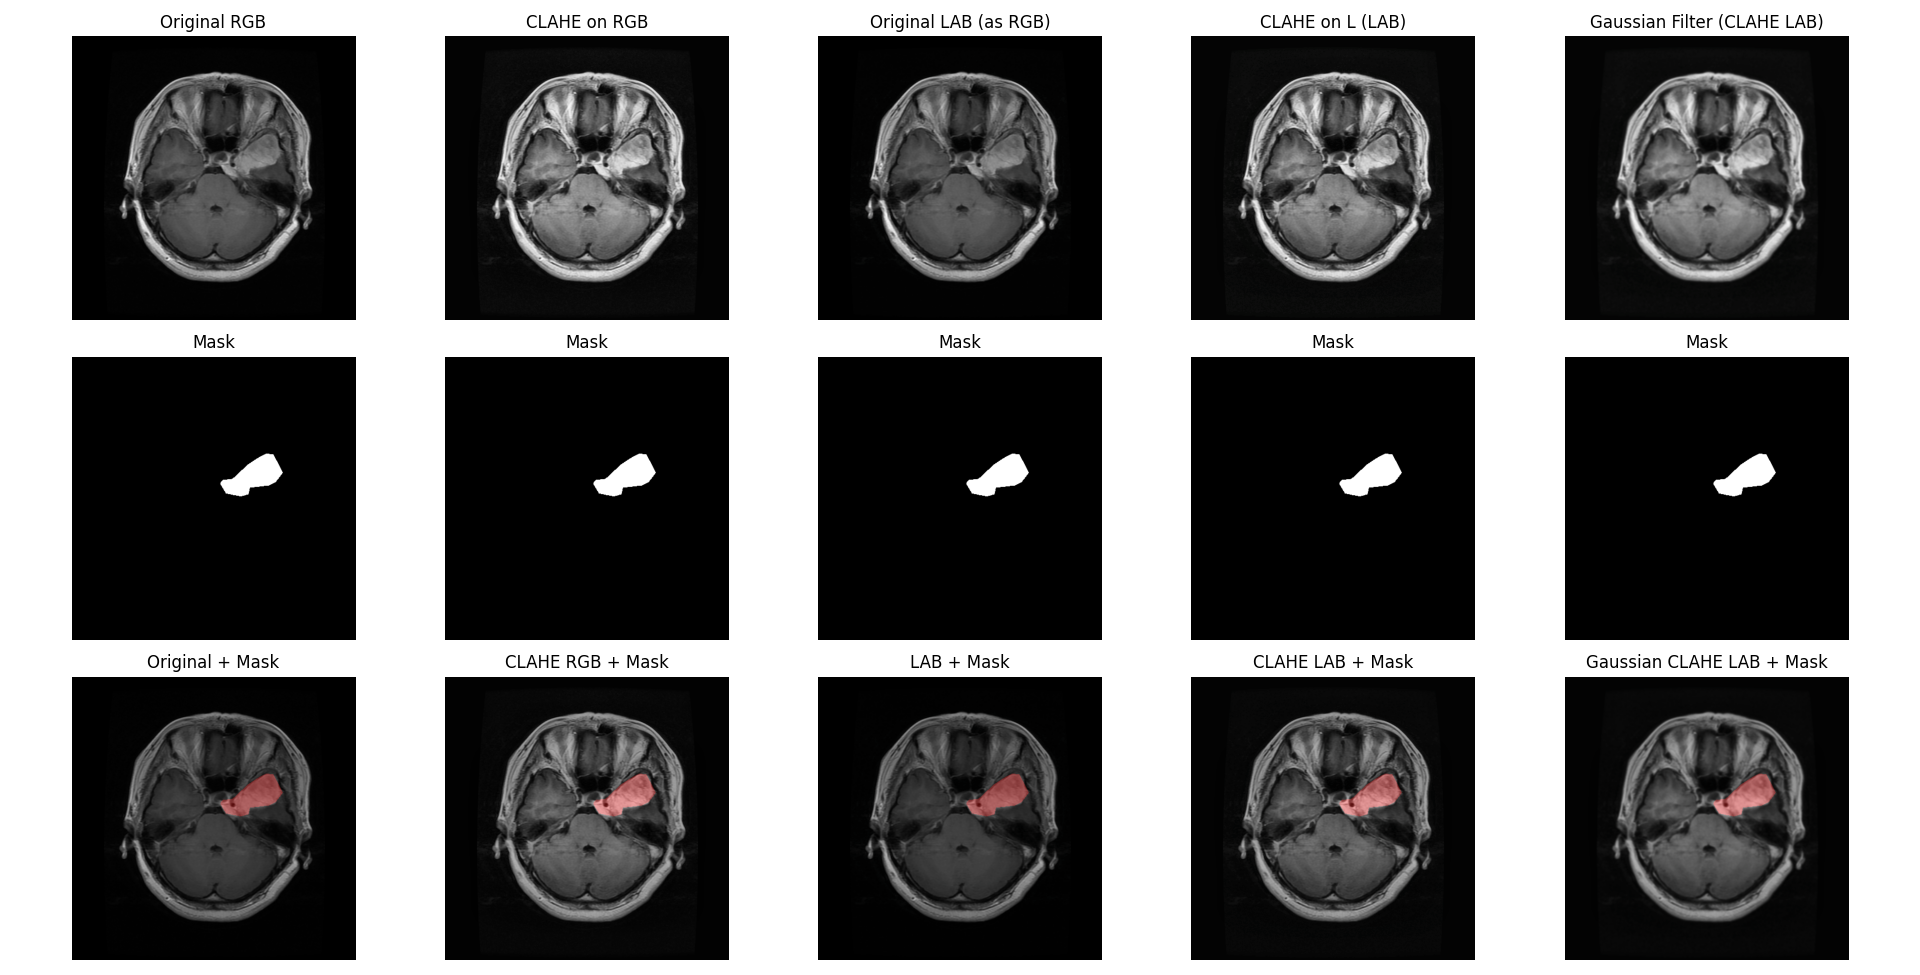 Original RGB
CLAHE on RGB
Original LAB (as RGB)
CLAHE on L (LAB)
Gaussian Filter (CLAHE LAB)
Mask
Mask
Mask
Mask
Mask
Original + Mask
CLAHE RGB + Mask
LAB + Mask
CLAHE LAB + Mask
Gaussian CLAHE LAB + Mask